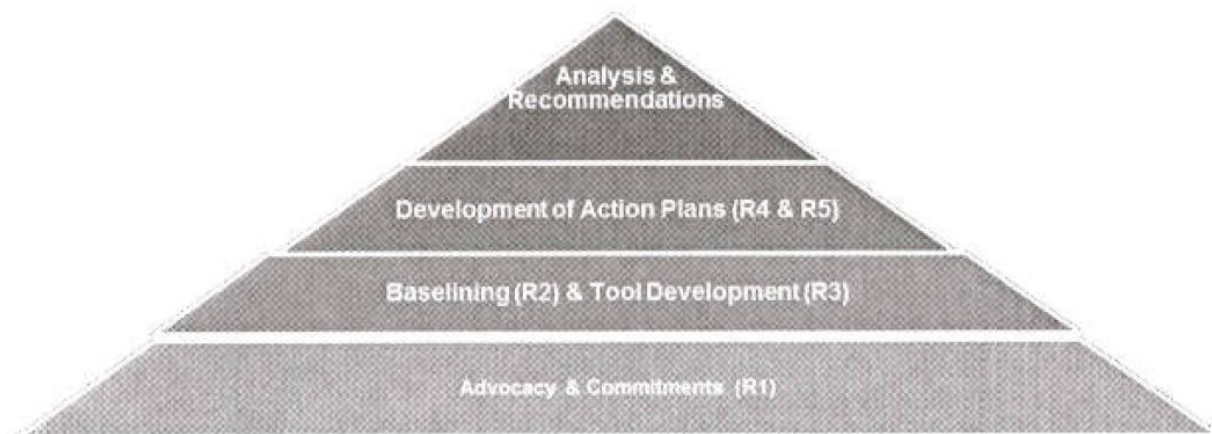 Analysis &
Recommendations
Development of Action Plans (R4 & R5)
Baselining (R2) & Tool Development (R3)
Advocacy & Commitments (R1)